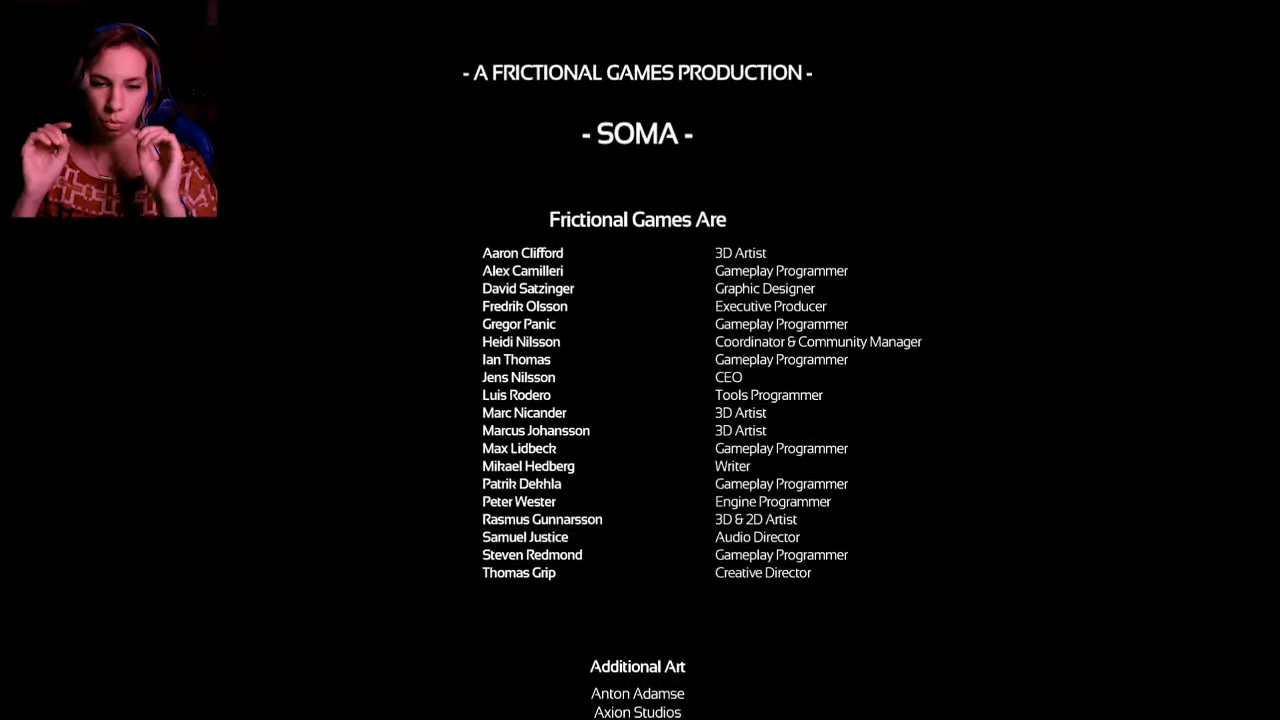 - A FRICTIONAL GAMES PRODUCTION -
- SOMA -
Frictional Games Are
Aaron Clifford 3D Artist
Alex Camilleri Gameplay Programmer
David Satzinger Graphic Designer
Fredrik Olsson Executive Producer
Gregor Panic Gameplay Programmer
Heidi Nilsson Coordinator & Community Manager
Ian Thomas Gameplay Programmer
Jens Nilsson CEO
Luis Rodero Tools Programmer
Marc Nicander 3D Artist
Marcus Johansson 3D Artist
Max Lidbeck Gameplay Programmer
Mikael Hedberg Writer
Patrik Dekhla Gameplay Programmer
Peter Wester Engine Programmer
Rasmus Gunnarsson 3D & 2D Artist
Samuel Justice Audio Director
Steven Redmond Gameplay Programmer
Thomas Grip Creative Director
Additional Art
Anton Adamse
Axion Studios